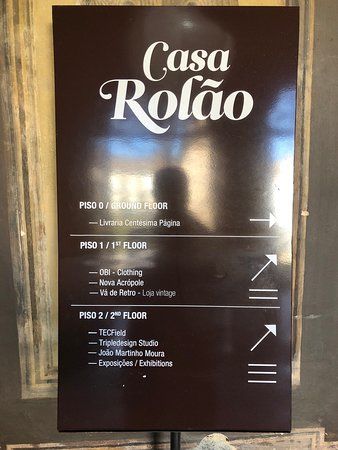 Casa
Rolão
PISO 0 / GROUND FLOOR
— Livraria Centésima Página
PISO 1 / 1ST FLOOR
— OBI - Clothing
— Nova Acrópole
— Vá de Retro - Loja vintage
PISO 2 / 2ND FLOOR
— TECField
— Tripledesign Studio
— João Martinho Moura
— Exposições / Exhibitions